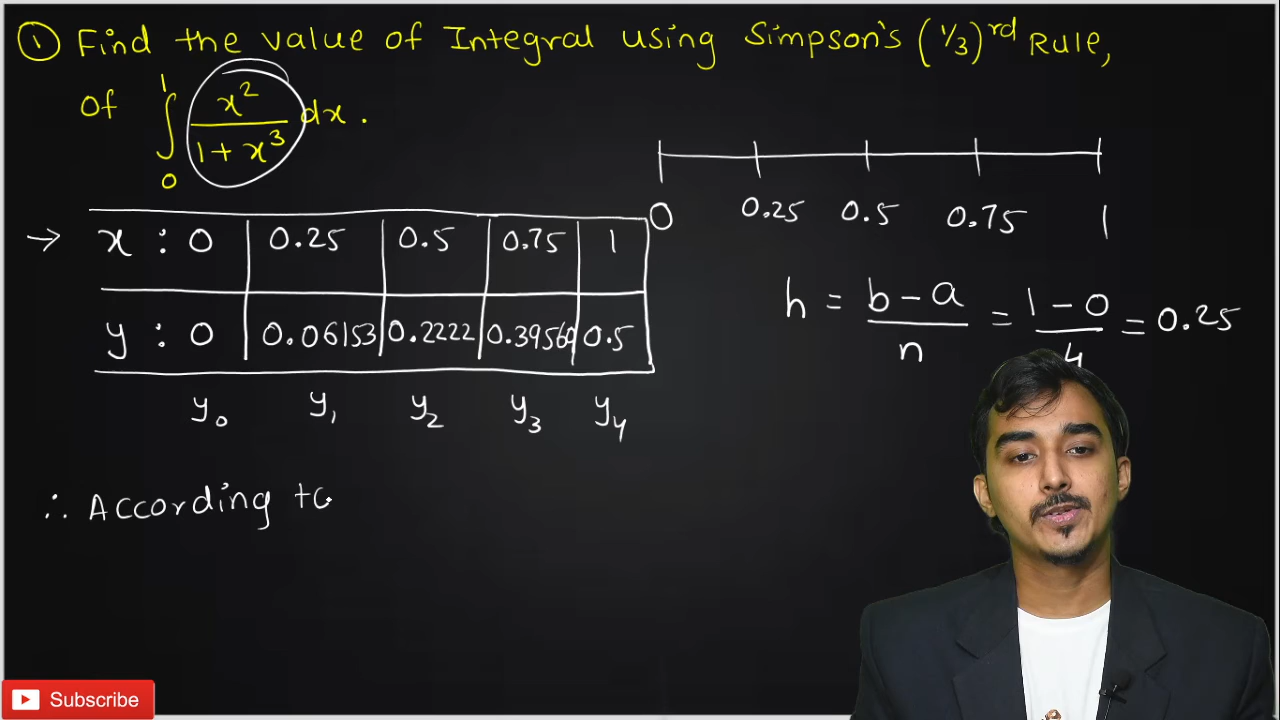 ① Find the value of Integral using Simpson's (1/3)rd Rule,
of ∫₀¹ x²/(1 + x³) dx.
0 0.25 0.5 0.75 1
→ x : 0 | 0.25 | 0.5 | 0.75 | 1
y : 0 | 0.06153 | 0.2222 | 0.39560 | 0.5
y₀ y₁ y₂ y₃ y₄
h = (b - a)/n = (1 - 0)/4 = 0.25
∴ According to
Subscribe